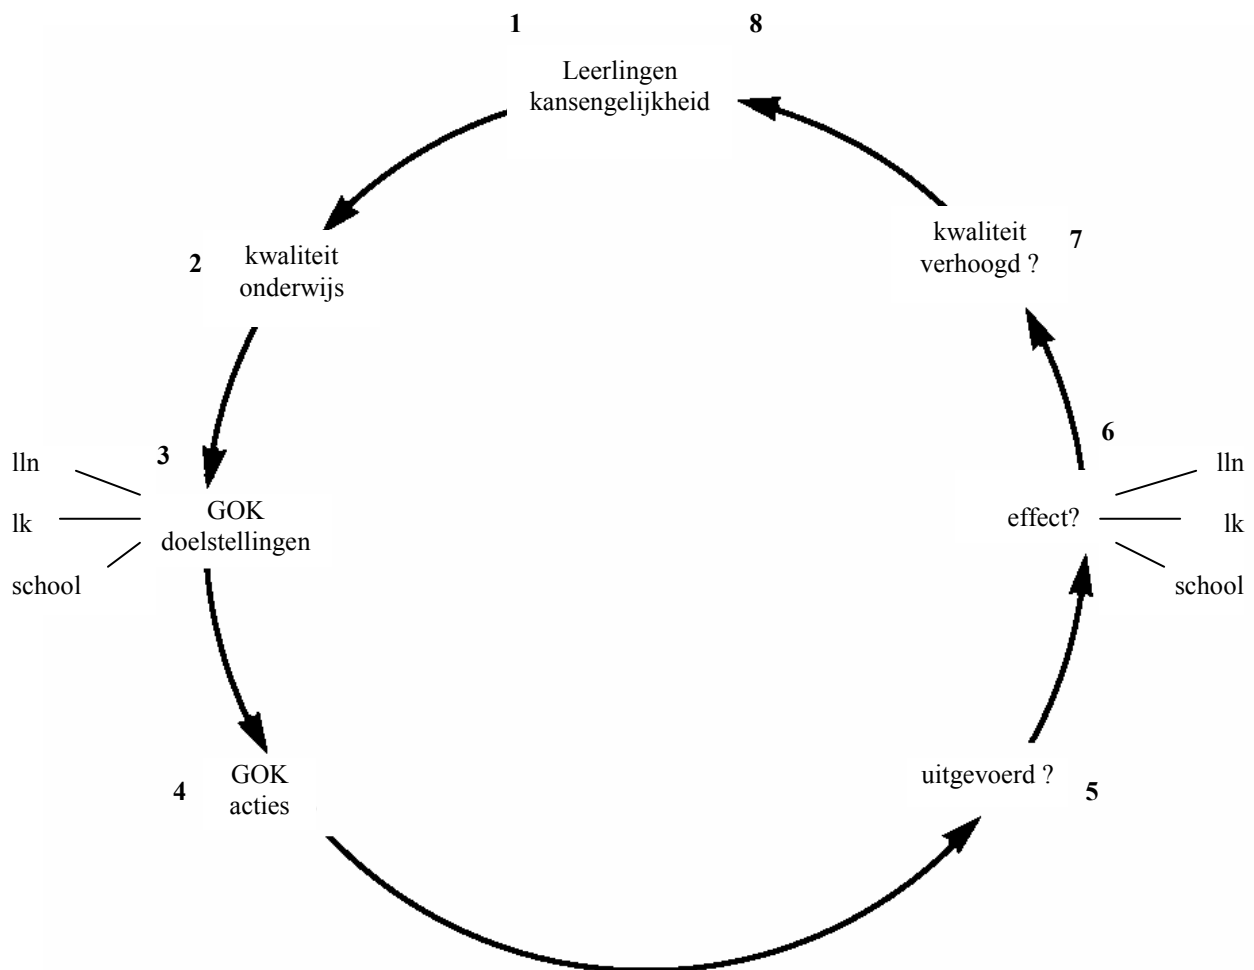 1
8
Leerlingen
kansengelijkheid
2
kwaliteit
onderwijs
3
lln
lk
school
GOK
doelstellingen
4
GOK
acties
uitgevoerd ?
5
6
effect?
lln
lk
school
kwaliteit
verhoogd ?
7